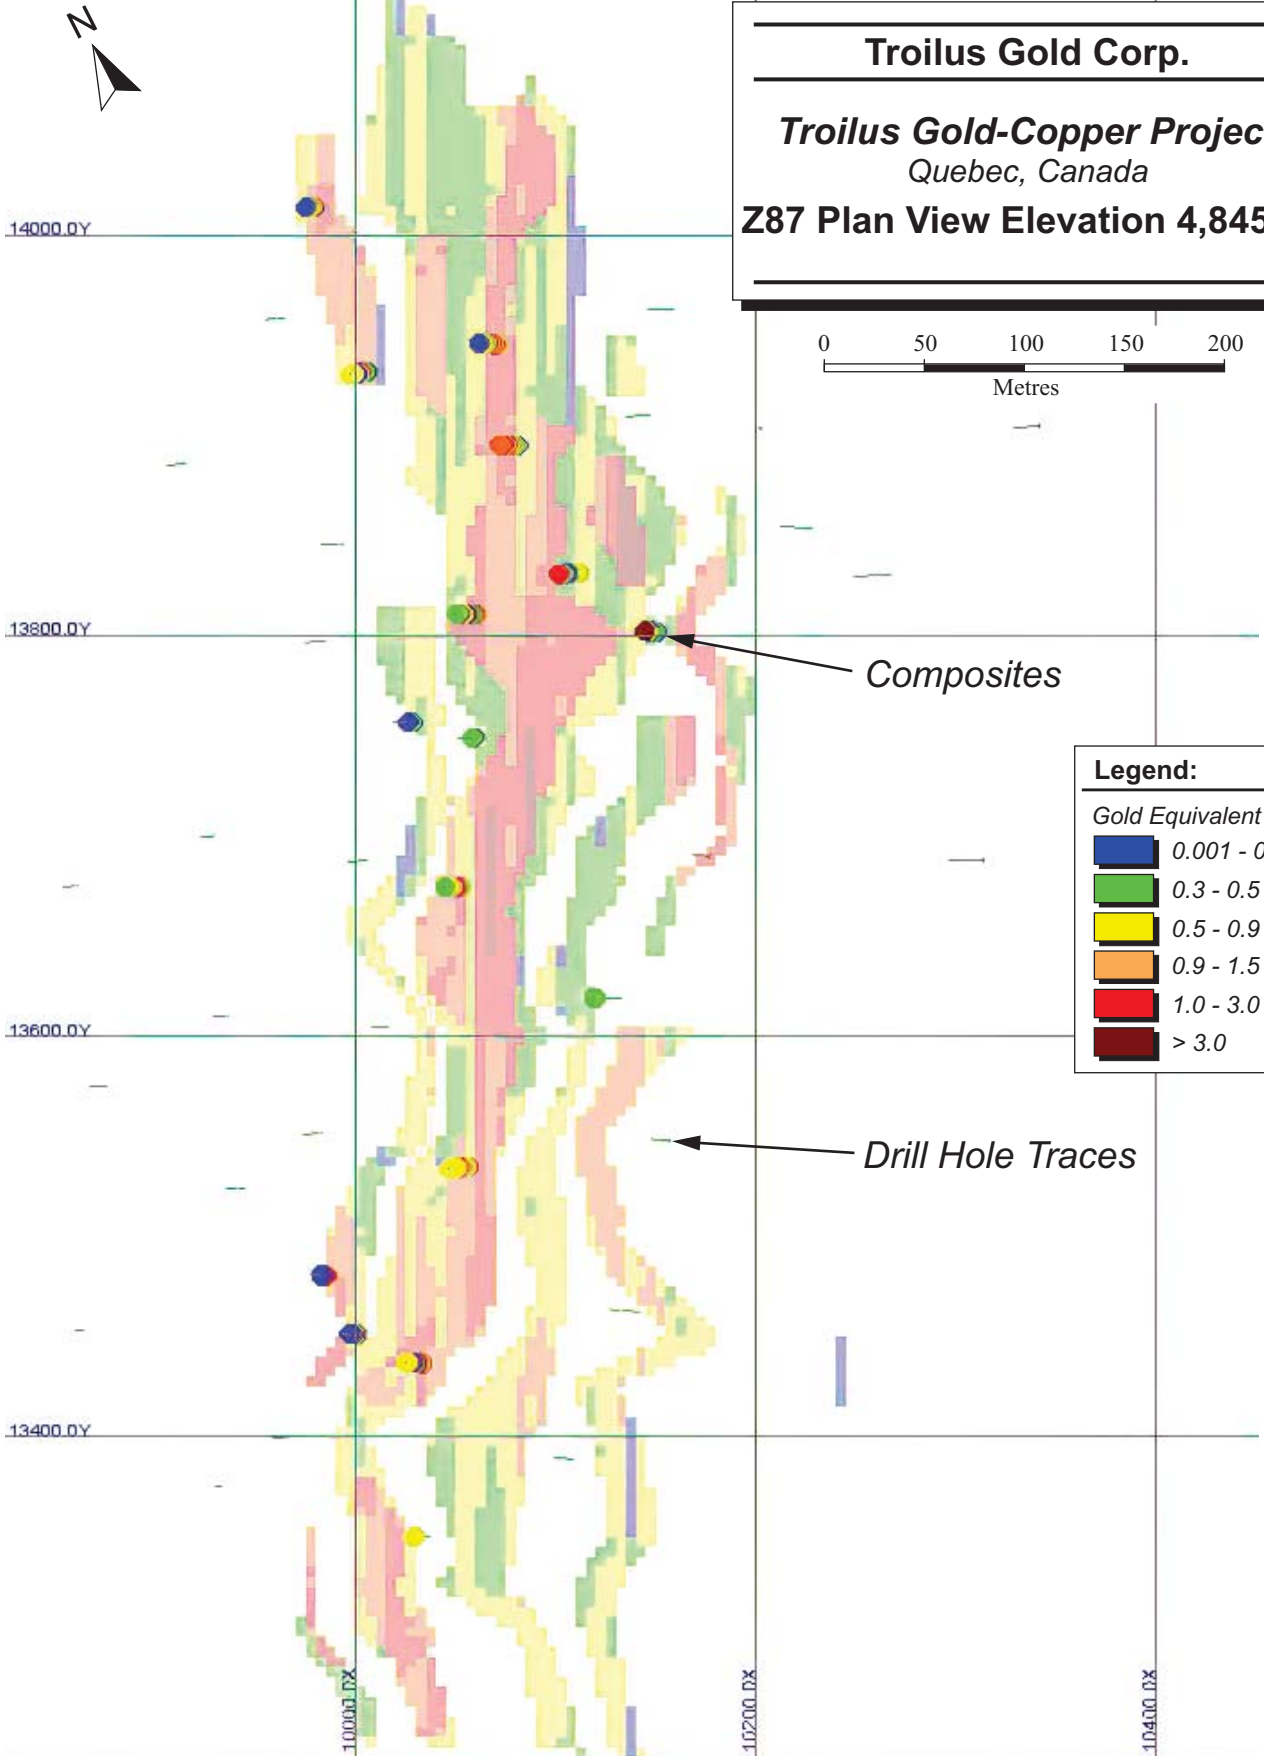 N
Troilus Gold Corp.
Troilus Gold-Copper Projec
Quebec, Canada
Z87 Plan View Elevation 4,845
14000.0Y
0 50 100 150 200
Metres
13800.0Y
Composites
Legend:
Gold Equivalent
0.001 - 0
0.3 - 0.5
0.5 - 0.9
0.9 - 1.5
1.0 - 3.0
> 3.0
13600.0Y
Drill Hole Traces
13400.0Y
10000.0X
10200.0X
10400.0X